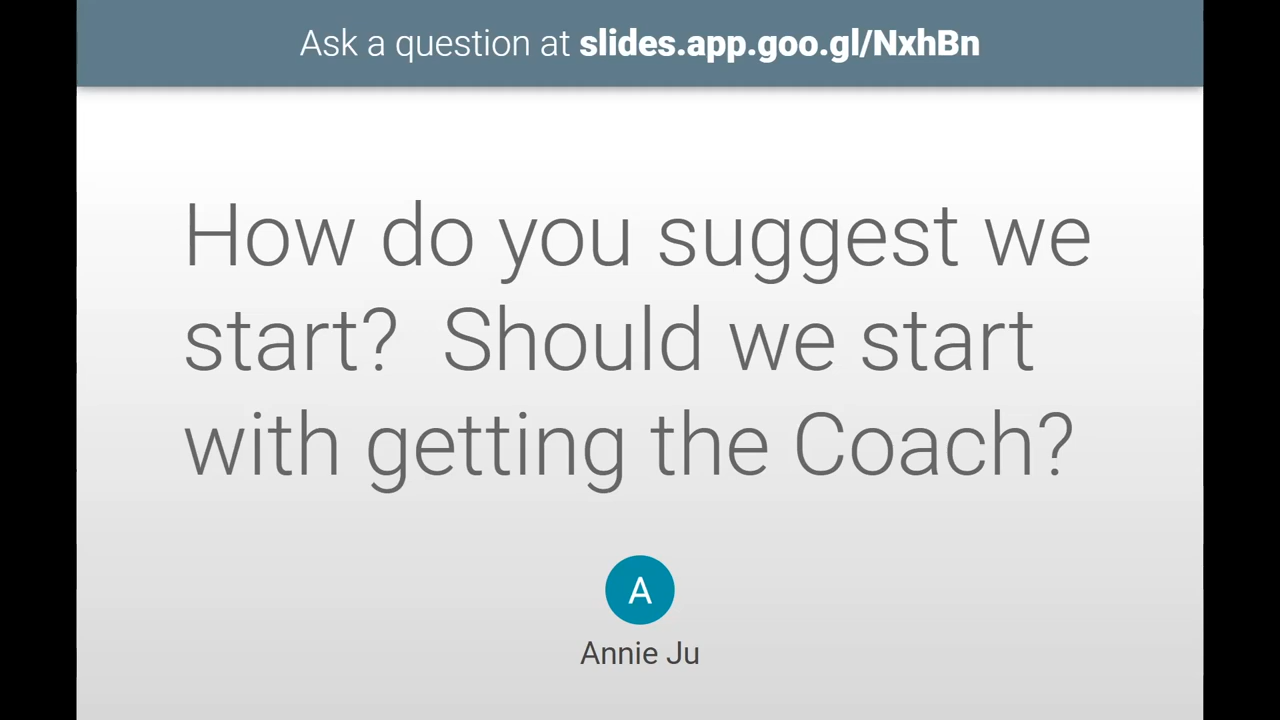 Ask a question at slides.app.goo.gl/NxhBn
How do you suggest we
start?  Should we start
with getting the Coach?
A
Annie Ju